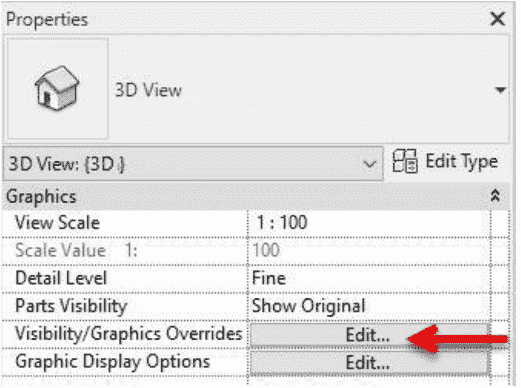 Properties
3D View
3D View: {3D }
Edit Type
Graphics
View Scale 1 : 100
Scale Value 1: 100
Detail Level Fine
Parts Visibility Show Original
Visibility/Graphics Overrides Edit...
Graphic Display Options Edit...